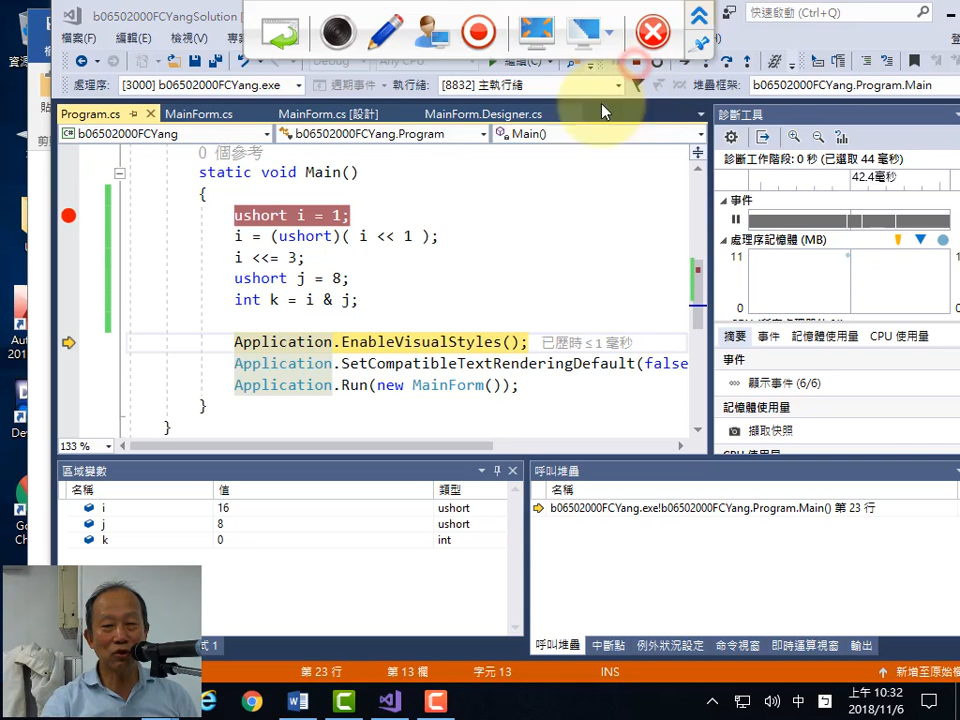 b06502000FCYangSolution
快速啟動 (Ctrl+Q)
檔案(F)
編輯(E)
檢視(V)
Debug
Any CPU
繼續(C)
處理序:
[3000] b06502000FCYang.exe
週期事件
執行緒:
[8832] 主執行緒
堆疊框架:
b06502000FCYang.Program.Main
Program.cs
MainForm.cs
MainForm.cs [設計]
MainForm.Designer.cs
b06502000FCYang
b06502000FCYang.Program
Main()
0 個參考
static void Main()
{
ushort i = 1;
i = (ushort)( i << 1 );
i <<= 3;
ushort j = 8;
int k = i & j;
Application.EnableVisualStyles();
已歷時 ≤ 1 毫秒
Application.SetCompatibleTextRenderingDefault(false
Application.Run(new MainForm());
}
}
133 %
診斷工具
診斷工作階段: 0 秒 (已選取 44 毫秒)
42.4毫秒
事件
處理序記憶體 (MB)
11
11
0
0
摘要
事件
記憶體使用量
CPU 使用量
事件
顯示事件 (6/6)
記憶體使用量
擷取快照
區域變數
名稱
值
類型
i
16
ushort
j
8
ushort
k
0
int
呼叫堆疊
名稱
b06502000FCYang.exe!b06502000FCYang.Program.Main() 第 23 行
式 1
呼叫堆疊
中斷點
例外狀況設定
命令視窗
即時運算視窗
輸出
第 23 行
第 13 欄
字元 13
INS
新增至原始檔
中
上午 10:32
2018/11/6